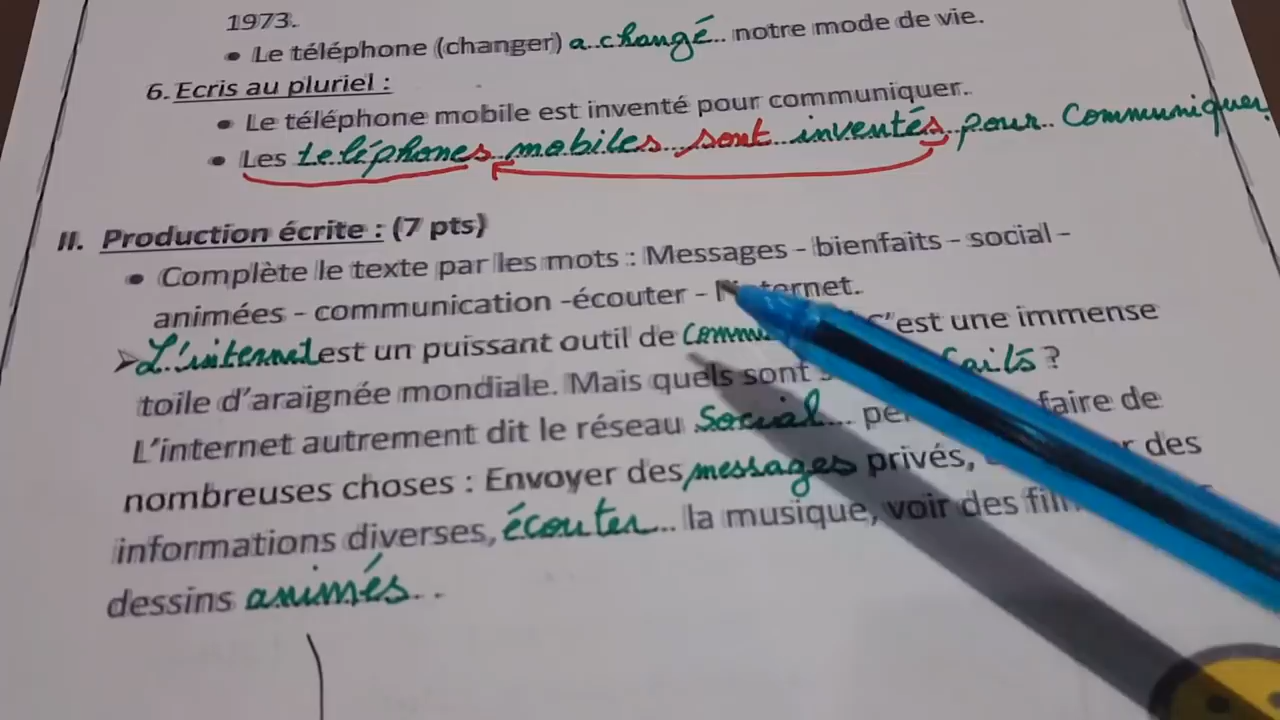 1973.
• Le téléphone (changer) a changé notre mode de vie.
6. Ecris au pluriel :
• Le téléphone mobile est inventé pour communiquer.
• Les teléphones mobiles sont inventés pour communiquer.
II. Production écrite : (7 pts)
• Complète le texte par les mots : Messages - bienfaits - social -
animées - communication -écouter - l'internet.
➢ L'internet est un puissant outil de C'est une immense
toile d'araignée mondiale. Mais quels sont ?
L'internet autrement dit le réseau Social... faire de
nombreuses choses : Envoyer des messages privés, des
informations diverses, écouter... la musique, voir des
dessins animés..